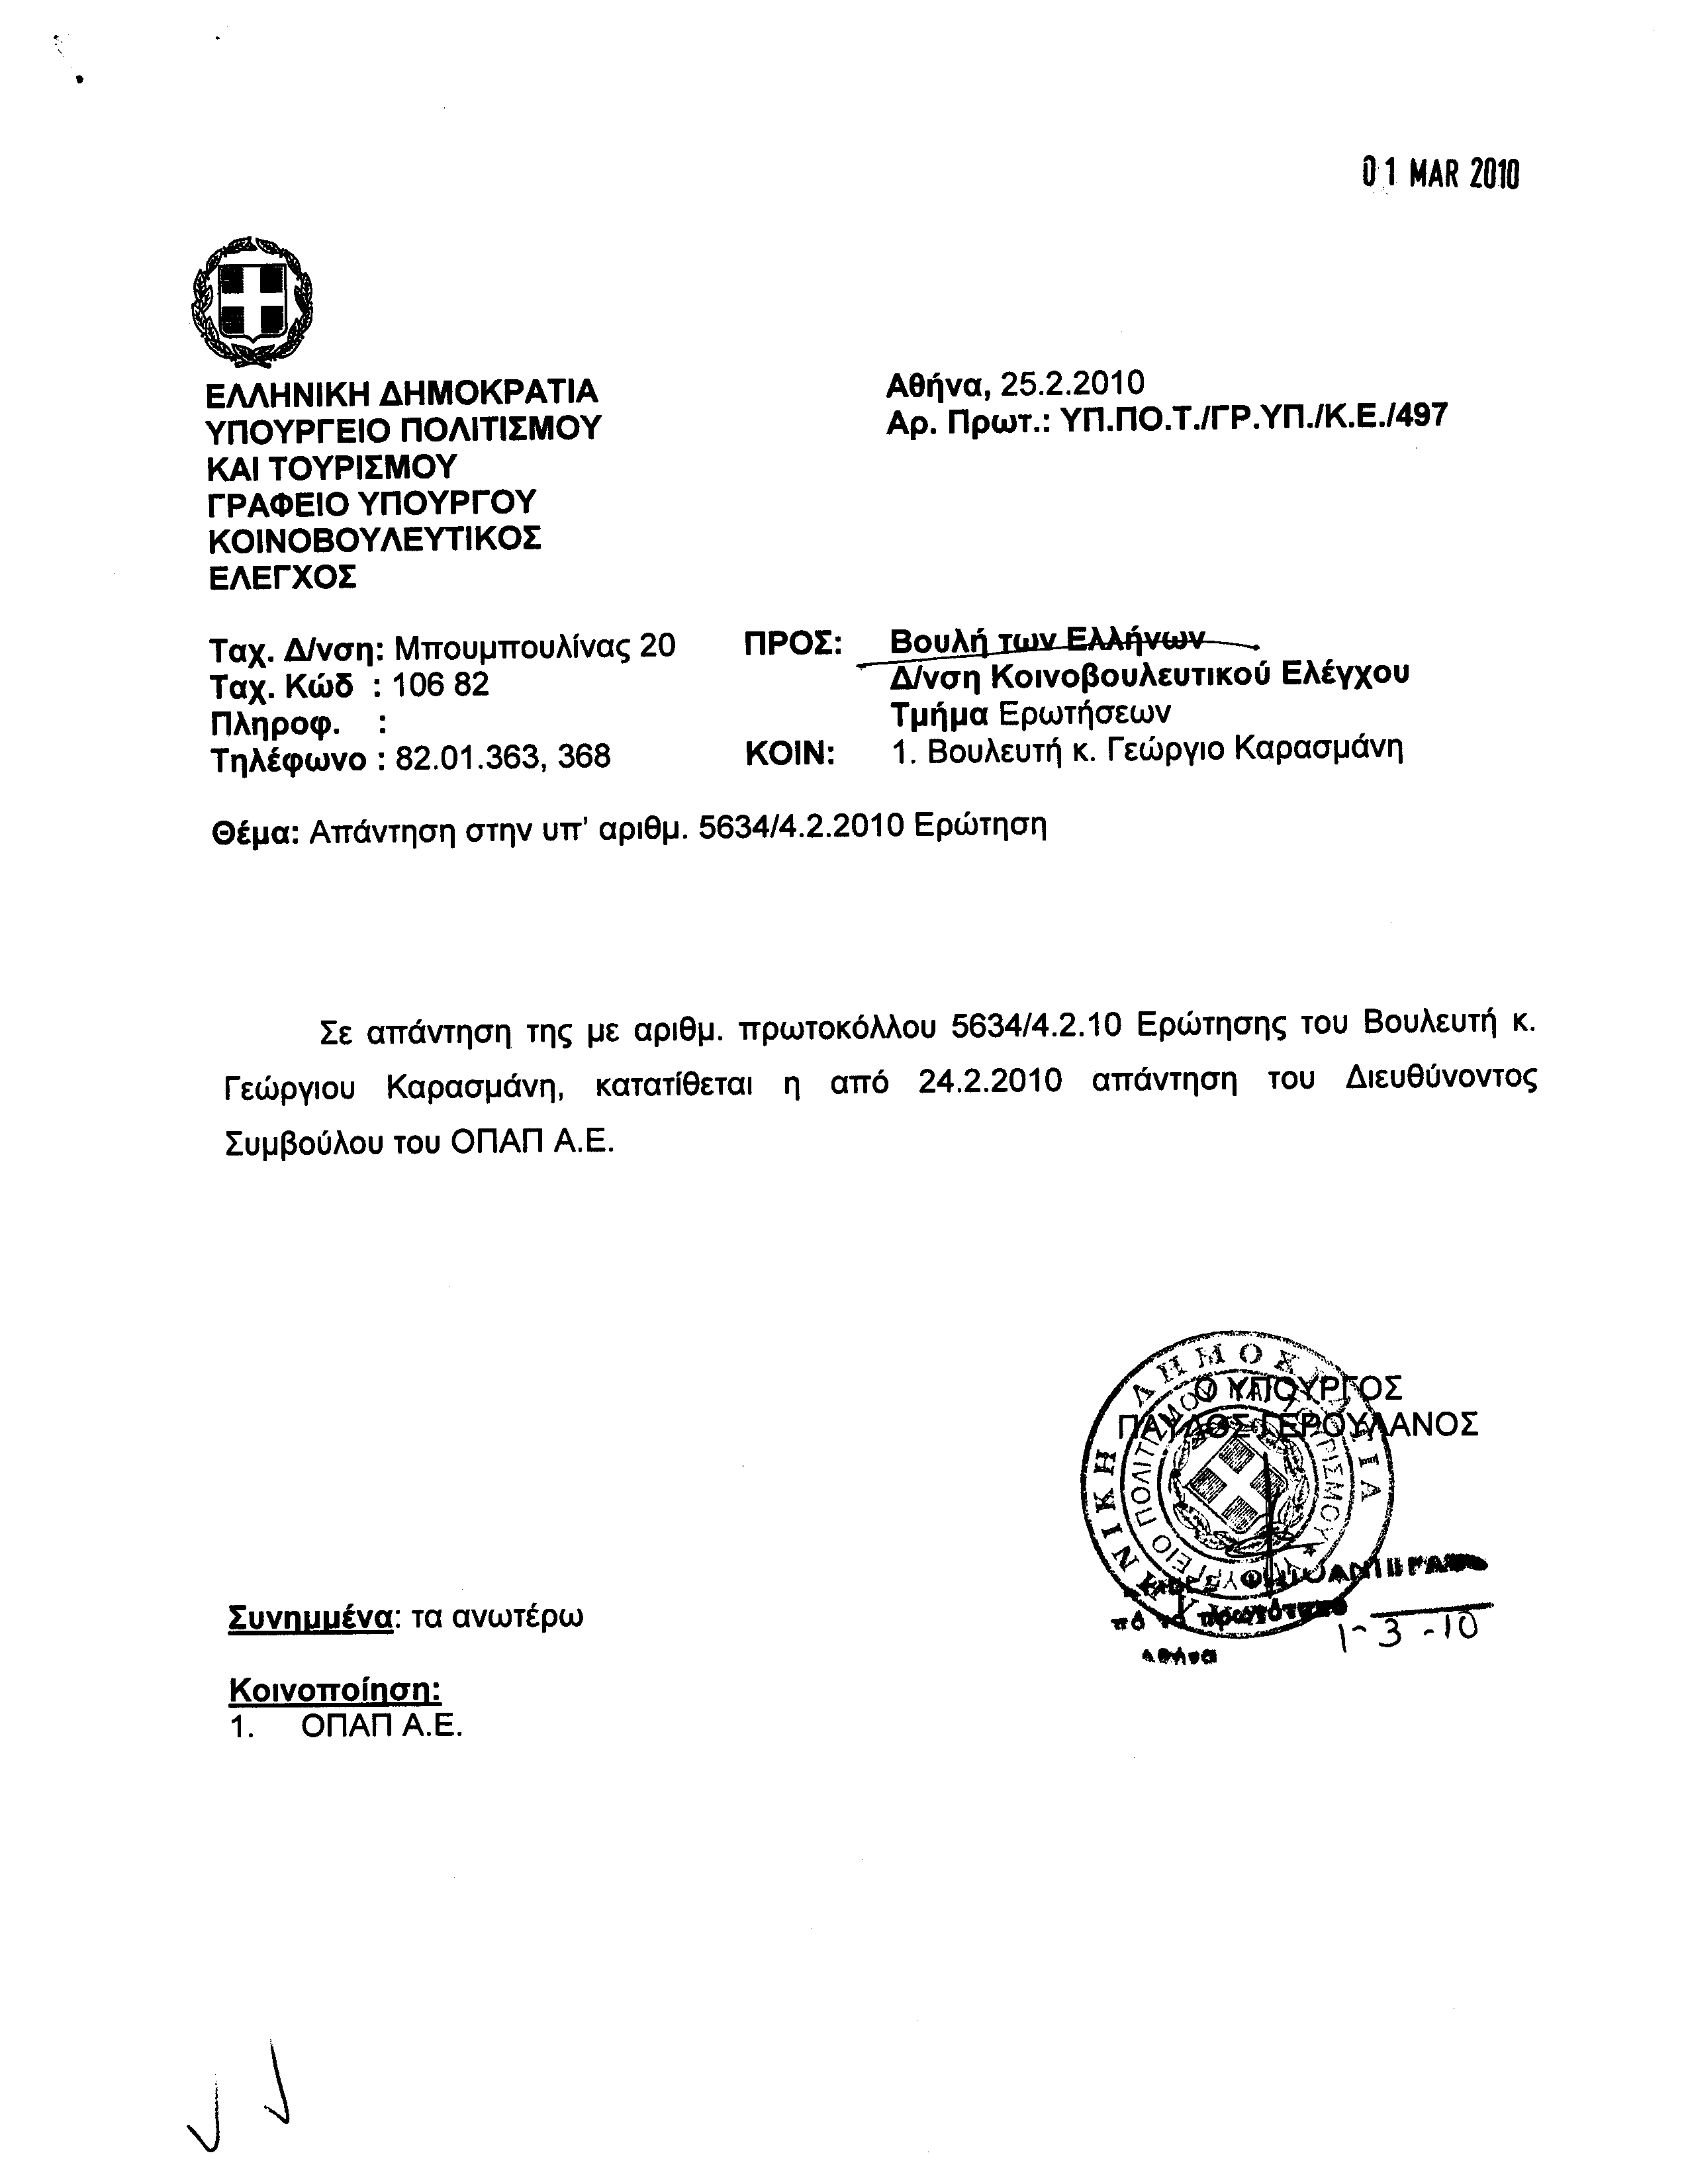 01 MAR 2010
ΕΛΛΗΝΙΚΗ ΔΗΜΟΚΡΑΤΙΑ
ΥΠΟΥΡΓΕΙΟ ΠΟΛΙΤΙΣΜΟΥ
ΚΑΙ ΤΟΥΡΙΣΜΟΥ
ΓΡΑΦΕΙΟ ΥΠΟΥΡΓΟΥ
ΚΟΙΝΟΒΟΥΛΕΥΤΙΚΟΣ
ΕΛΕΓΧΟΣ
Αθήνα, 25.2.2010
Αρ. Πρωτ.: ΥΠ.ΠΟ.Τ./ΓΡ.ΥΠ./Κ.Ε./497
Ταχ. Δ/νση: Μπουμπουλίνας 20
Ταχ. Κώδ : 106 82
Πληροφ. :
Τηλέφωνο : 82.01.363, 368
ΠΡΟΣ: Βουλή των Ελλήνων
Δ/νση Κοινοβουλευτικού Ελέγχου
Τμήμα Ερωτήσεων
ΚΟΙΝ: 1. Βουλευτή κ. Γεώργιο Καρασμάνη
Θέμα: Απάντηση στην υπ' αριθμ. 5634/4.2.2010 Ερώτηση
Σε απάντηση της με αριθμ. πρωτοκόλλου 5634/4.2.10 Ερώτησης του Βουλευτή κ.
Γεώργιου Καρασμάνη, κατατίθεται η από 24.2.2010 απάντηση του Διευθύνοντος
Συμβούλου του ΟΠΑΠ Α.Ε.
Ο ΥΠΟΥΡΓΟΣ
ΠΑΥΛΟΣ ΓΕΡΟΥΛΑΝΟΣ
πό το πρωτότυπο
Αθήνα
1-3-10
Συνημμένα: τα ανωτέρω
Κοινοποίηση:
1. ΟΠΑΠ Α.Ε.